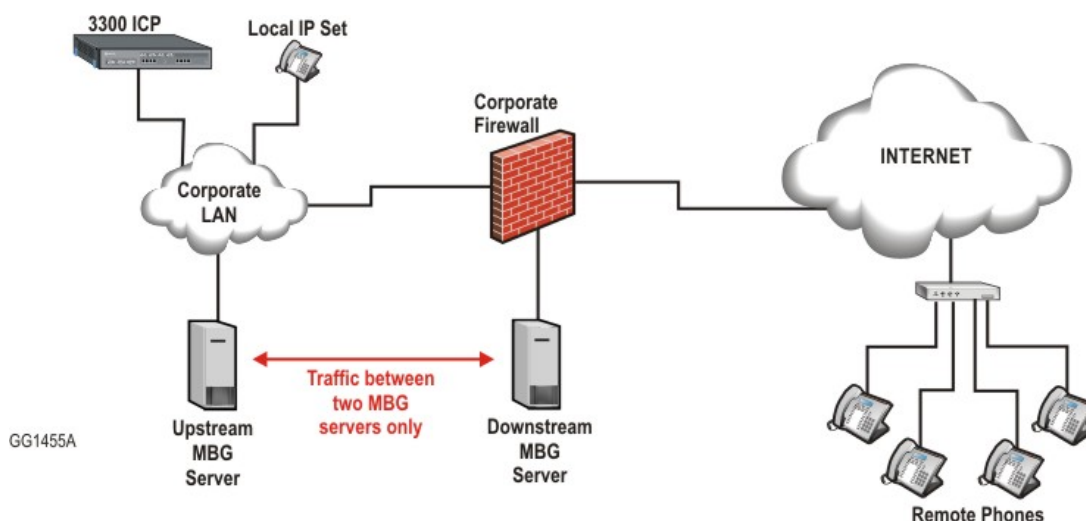 3300 ICP
Local IP Set
Corporate
Firewall
INTERNET
Corporate
LAN
Traffic between
two MBG
servers only
Upstream
MBG
Server
Downstream
MBG
Server
GG1455A
Remote Phones